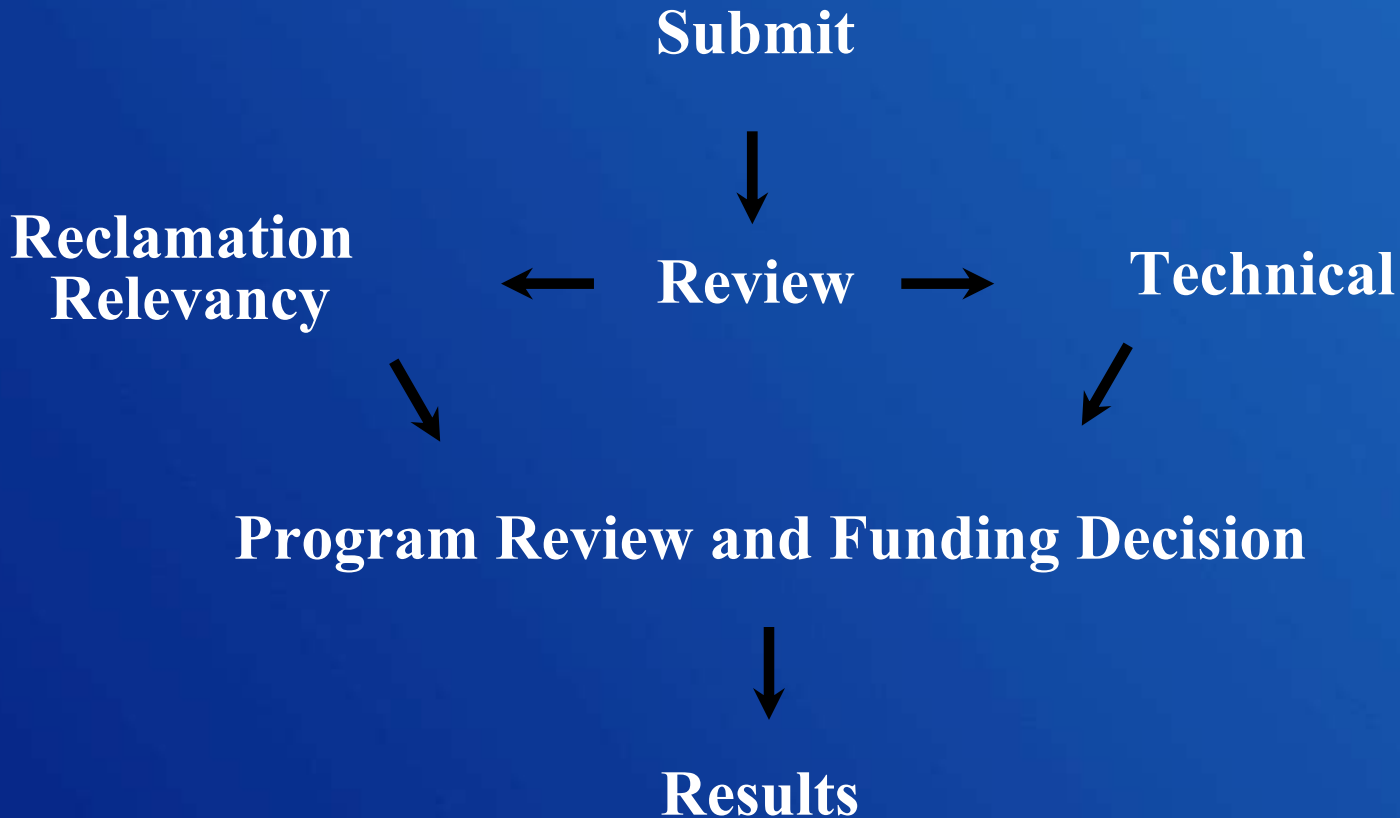 Submit
Reclamation
Relevancy
Review
Technical
Program Review and Funding Decision
Results